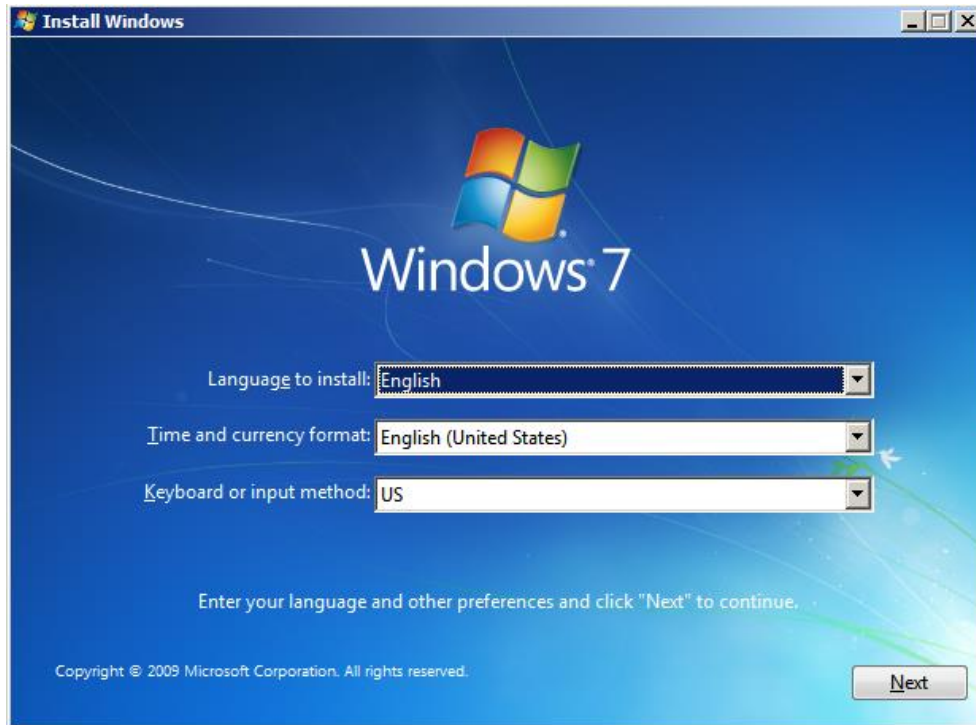 Install Windows
Windows® 7
Language to install: English
Time and currency format: English (United States)
Keyboard or input method: US
Enter your language and other preferences and click "Next" to continue.
Copyright © 2009 Microsoft Corporation. All rights reserved.
Next